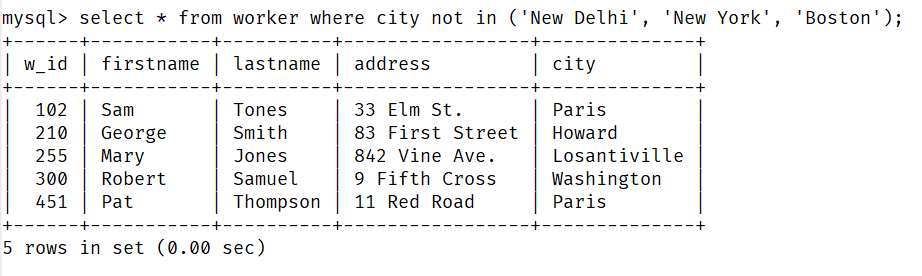 mysql> select * from worker where city not in ('New Delhi', 'New York', 'Boston');
+------+-----------+----------+-----------------+--------------+
| w_id | firstname | lastname | address         | city         |
+------+-----------+----------+-----------------+--------------+
|  102 | Sam       | Tones    | 33 Elm St.      | Paris        |
|  210 | George    | Smith    | 83 First Street | Howard       |
|  255 | Mary      | Jones    | 842 Vine Ave.   | Losantiville |
|  300 | Robert    | Samuel   | 9 Fifth Cross   | Washington   |
|  451 | Pat       | Thompson | 11 Red Road     | Paris        |
+------+-----------+----------+-----------------+--------------+
5 rows in set (0.00 sec)